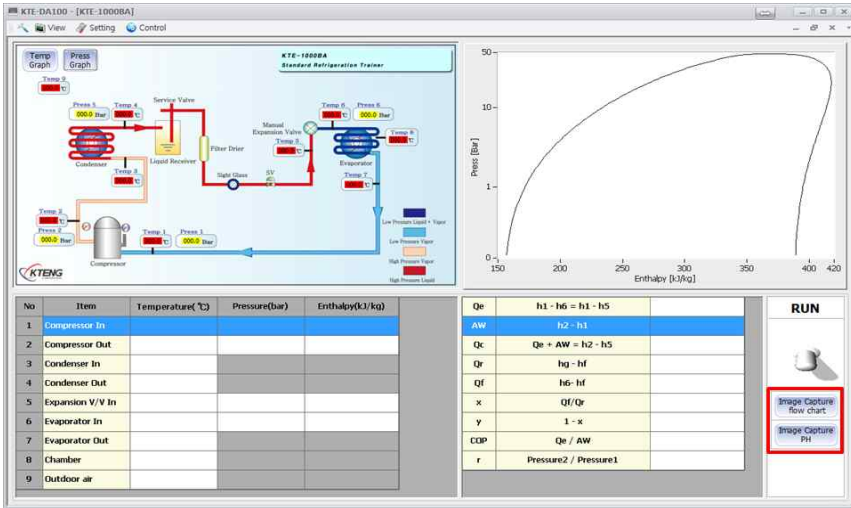 KTE-DA100 - [KTE-1000BA]
View Setting Control
Temp Graph
Press Graph
KTE-1000BA
Standard Refrigeration Trainer
Temp 9
℃
Press 5
000.0 Bar
Temp 4
℃
Service Valve
Condenser
Liquid Receiver
Filter Drier
Temp 3
℃
Sight Glass
SV
Manual
Expansion Valve
Temp 5
℃
Temp 6
℃
Press 6
000.0 Bar
Temp 8
℃
Evaporator
Temp 7
℃
Temp 2
℃
Press 2
000.0 Bar
Compressor
Temp 1
℃
Press 1
000.0 Bar
Low Pressure Liquid + Vapor
Low Pressure Vapor
High Pressure Vapor
High Pressure Liquid
KTENG
Press [Bar]
50
10
1
0
150 200 250 300 350 400 420
Enthalpy [kJ/kg]
No Item Temperature(℃) Pressure(bar) Enthalpy(kJ/kg)
1 Compressor In
2 Compressor Out
3 Condenser In
4 Condenser Out
5 Expansion V/V In
6 Evaporator In
7 Evaporator Out
8 Chamber
9 Outdoor air
Qe h1 - h6 = h1 - h5
AW h2 - h1
Qc Qe + AW = h2 - h5
Qr hg - hf
Qf h6- hf
x Qf/Qr
y 1 - x
COP Qe / AW
r Pressure2 / Pressure1
RUN
Image Capture
flow chart
Image Capture
PH